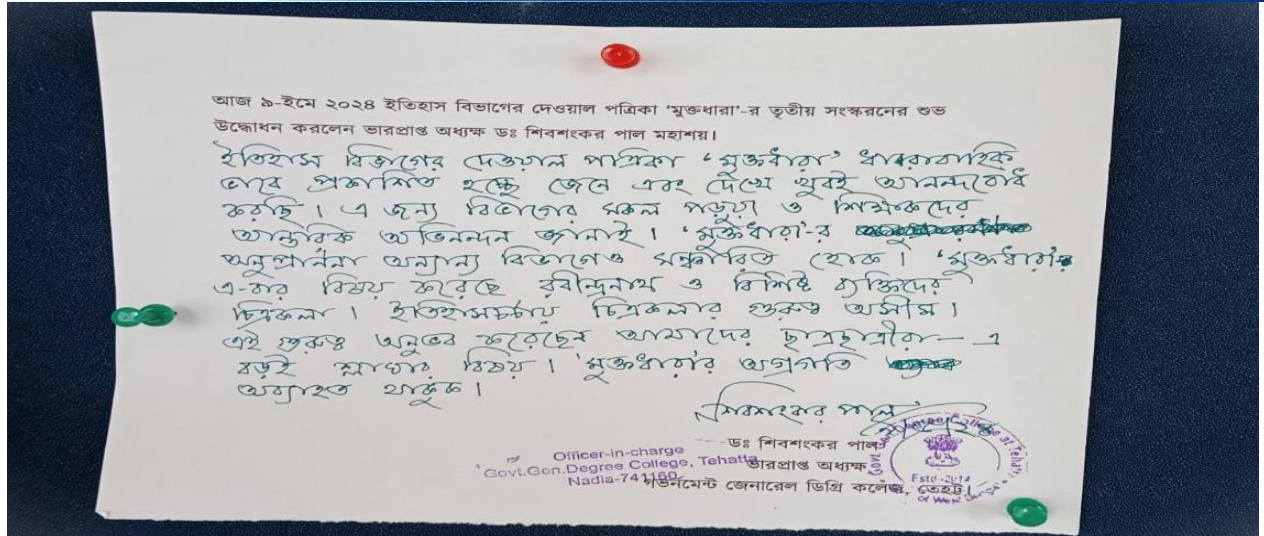 আজ ৯-ইমে ২০২৪ ইতিহাস বিভাগের দেওয়াল পত্রিকা ‘মুক্তধারা’-র তৃতীয় সংস্করনের শুভ
উদ্বোধন করলেন ভারপ্রাপ্ত অধ্যক্ষ ডঃ শিবশংকর পাল মহাশয়।
ইতিহাস বিভাগের দেওয়াল পত্রিকা ‘মুক্তধারা’ ধারাবাহিক
ভাবে প্রকাশিত হচ্ছে জেনে এবং দেখে খুবই আনন্দবোধ
করছি। এ জন্য বিভাগের সকল পড়ুয়া ও শিক্ষকদের
আন্তরিক অভিনন্দন জানাই। ‘মুক্তধারা’-র
অনুপ্রাণনা অন্যান্য বিভাগেও সঞ্চারিত হোক। ‘মুক্তধারা’র
এ-বার বিষয় করেছে রবীন্দ্রনাথ ও বিশিষ্ট ব্যক্তিদের
চিত্রকলা। ইতিহাসচর্চায় চিত্রকলার গুরুত্ব অসীম।
এই গুরুত্ব অনুভব করেছেন আমাদের ছাত্রছাত্রীরা— এ
বড়ই শ্লাঘার বিষয়। ‘মুক্তধারা’র অগ্রগতি
অব্যাহত থাকুক।
শিবশংকর পাল
ডঃ শিবশংকর পাল
Officer-in-charge
Govt.Gen.Degree College, Tehatta
ভারপ্রাপ্ত অধ্যক্ষ
Nadia-741160
গভর্নমেন্ট জেনারেল ডিগ্রি কলেজ, তেহট্ট।
Estd.-2014